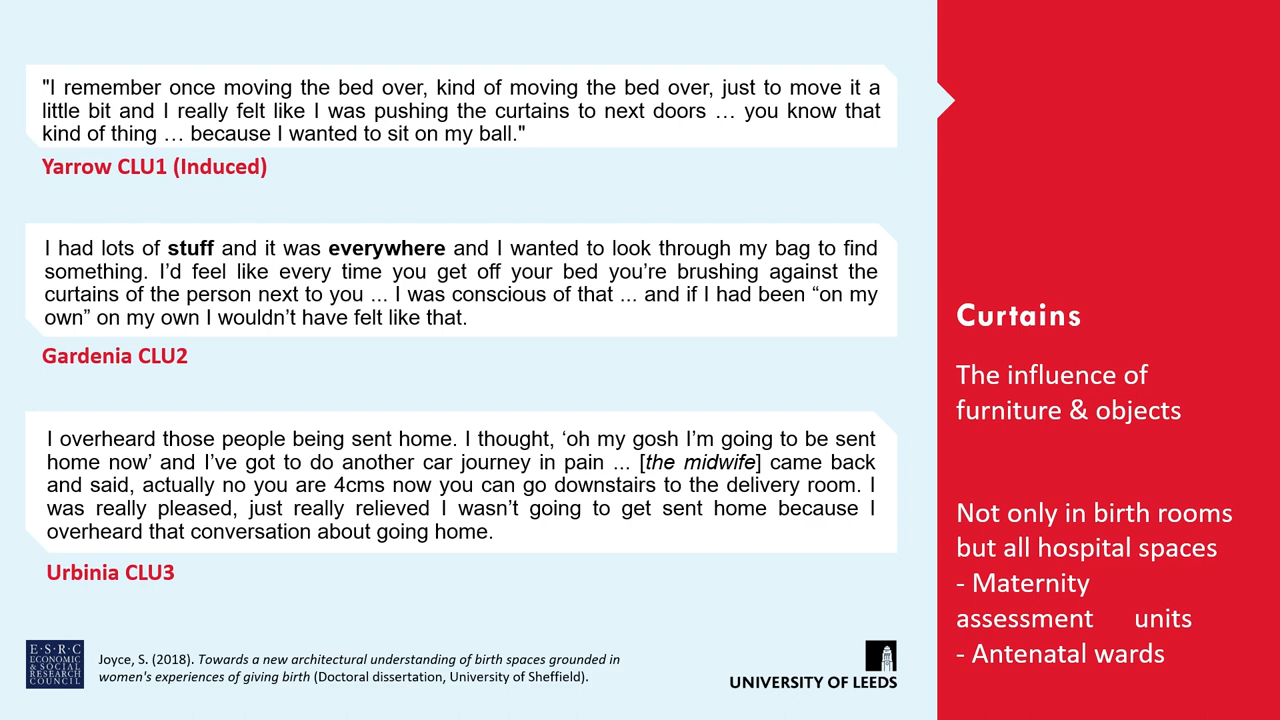 "I remember once moving the bed over, kind of moving the bed over, just to move it a
little bit and I really felt like I was pushing the curtains to next doors … you know that
kind of thing … because I wanted to sit on my ball."
Yarrow CLU1 (Induced)
I had lots of stuff and it was everywhere and I wanted to look through my bag to find
something. I’d feel like every time you get off your bed you’re brushing against the
curtains of the person next to you ... I was conscious of that ... and if I had been “on my
own” on my own I wouldn’t have felt like that.
Gardenia CLU2
I overheard those people being sent home. I thought, ‘oh my gosh I’m going to be sent
home now’ and I’ve got to do another car journey in pain ... [the midwife] came back
and said, actually no you are 4cms now you can go downstairs to the delivery room. I
was really pleased, just really relieved I wasn’t going to get sent home because I
overheard that conversation about going home.
Urbinia CLU3
E·S·R·C
ECONOMIC
& SOCIAL
RESEARCH
COUNCIL
Joyce, S. (2018). Towards a new architectural understanding of birth spaces grounded in
women's experiences of giving birth (Doctoral dissertation, University of Sheffield).
UNIVERSITY OF LEEDS
Curtains
The influence of
furniture & objects
Not only in birth rooms
but all hospital spaces
- Maternity
assessment units
- Antenatal wards